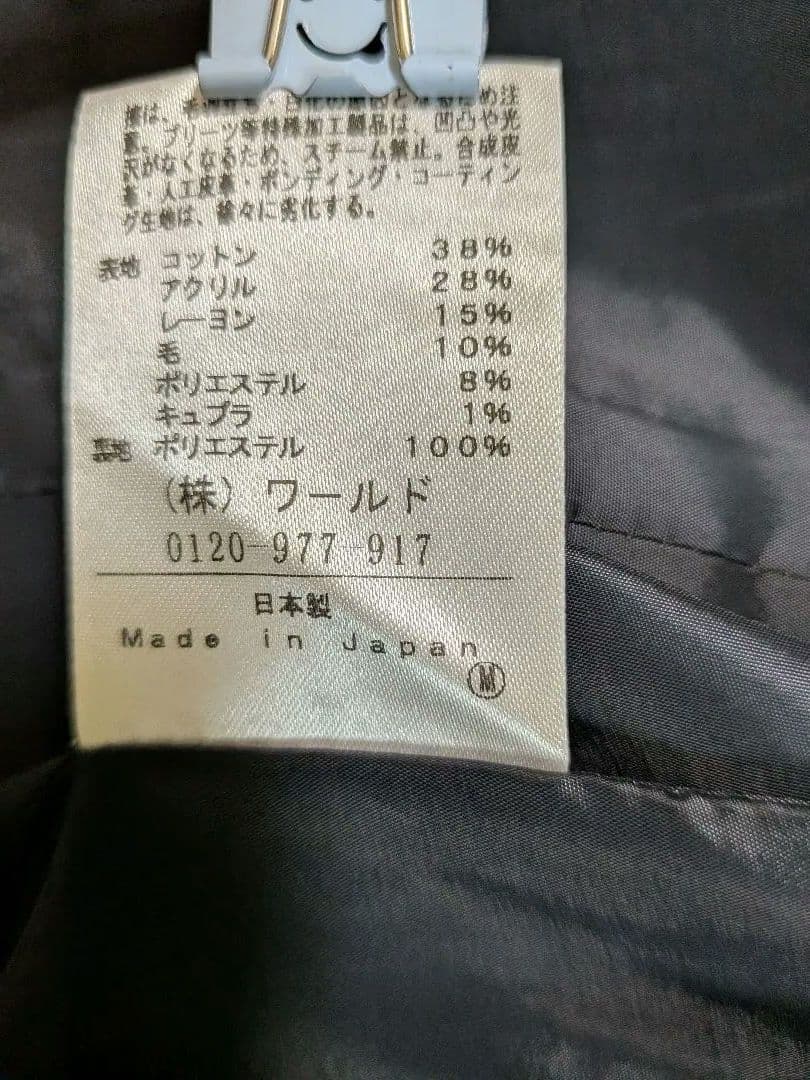 意。プリーツ等特殊加工製品は、凹凸や光
沢がなくなるため、スチーム禁止。合成皮
革・人工皮革・ボンディング・コーティン
グ生地は、徐々に劣化する。
表地 コットン 38%
アクリル 28%
レーヨン 15%
毛 10%
ポリエステル 8%
キュプラ 1%
裏地 ポリエステル 100%
(株) ワールド
0120-977-917
日本製
Made in Japan
M